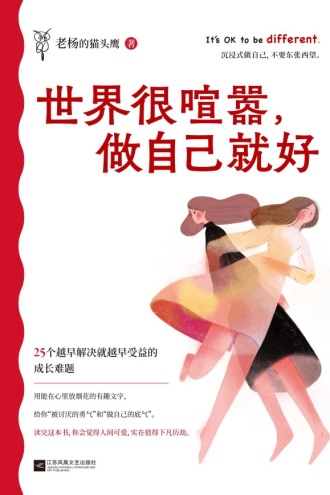 老杨的猫头鹰 著
It's OK to be different.
沉浸式做自己,不要东张西望。
世界很喧嚣,
做自己就好
25个越早解决就越早受益的
成长难题
用能在心里放烟花的有趣文字,
给你“被讨厌的勇气”和“做自己的底气”。
读完这本书,你会觉得人间可爱,实在值得下凡历劫。
江苏凤凰文艺出版社